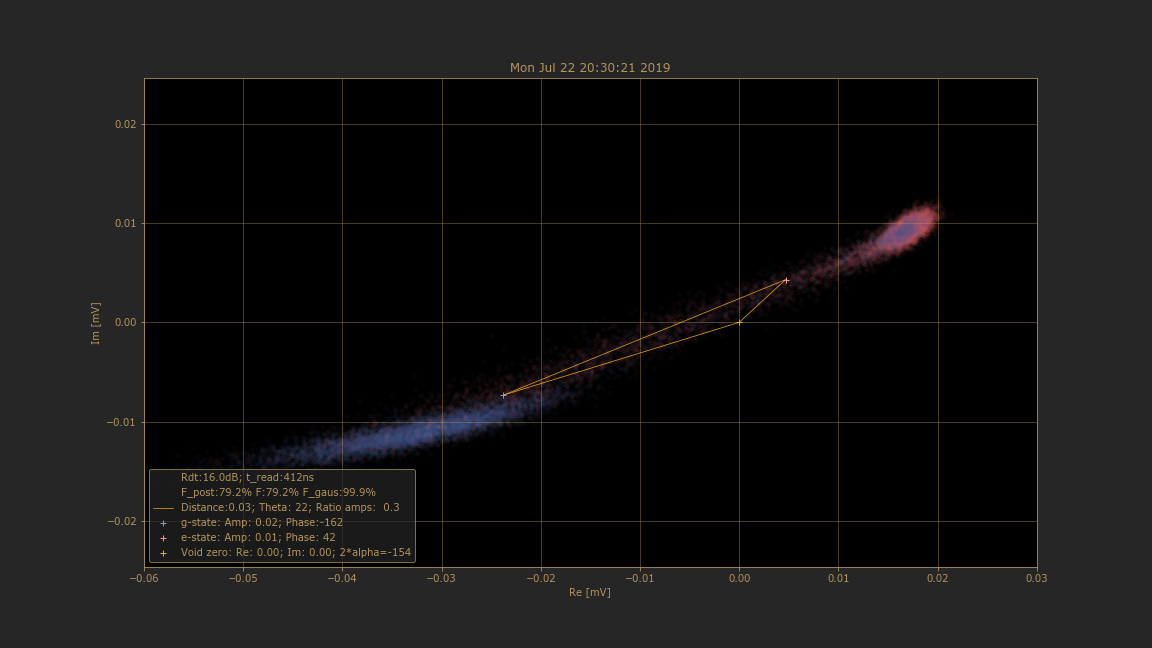 Mon Jul 22 20:30:21 2019
Im [mV]
0.02
0.01
0.00
−0.01
−0.02
Rdt:16.0dB; t_read:412ns
F_post:79.2% F:79.2% F_gaus:99.9%
Distance:0.03; Theta: 22; Ratio amps:  0.3
g-state: Amp: 0.02; Phase:-162
e-state: Amp: 0.01; Phase: 42
Void zero: Re: 0.00; Im: 0.00; 2*alpha=-154
−0.06 −0.05 −0.04 −0.03 −0.02 −0.01 0.00 0.01 0.02 0.03
Re [mV]